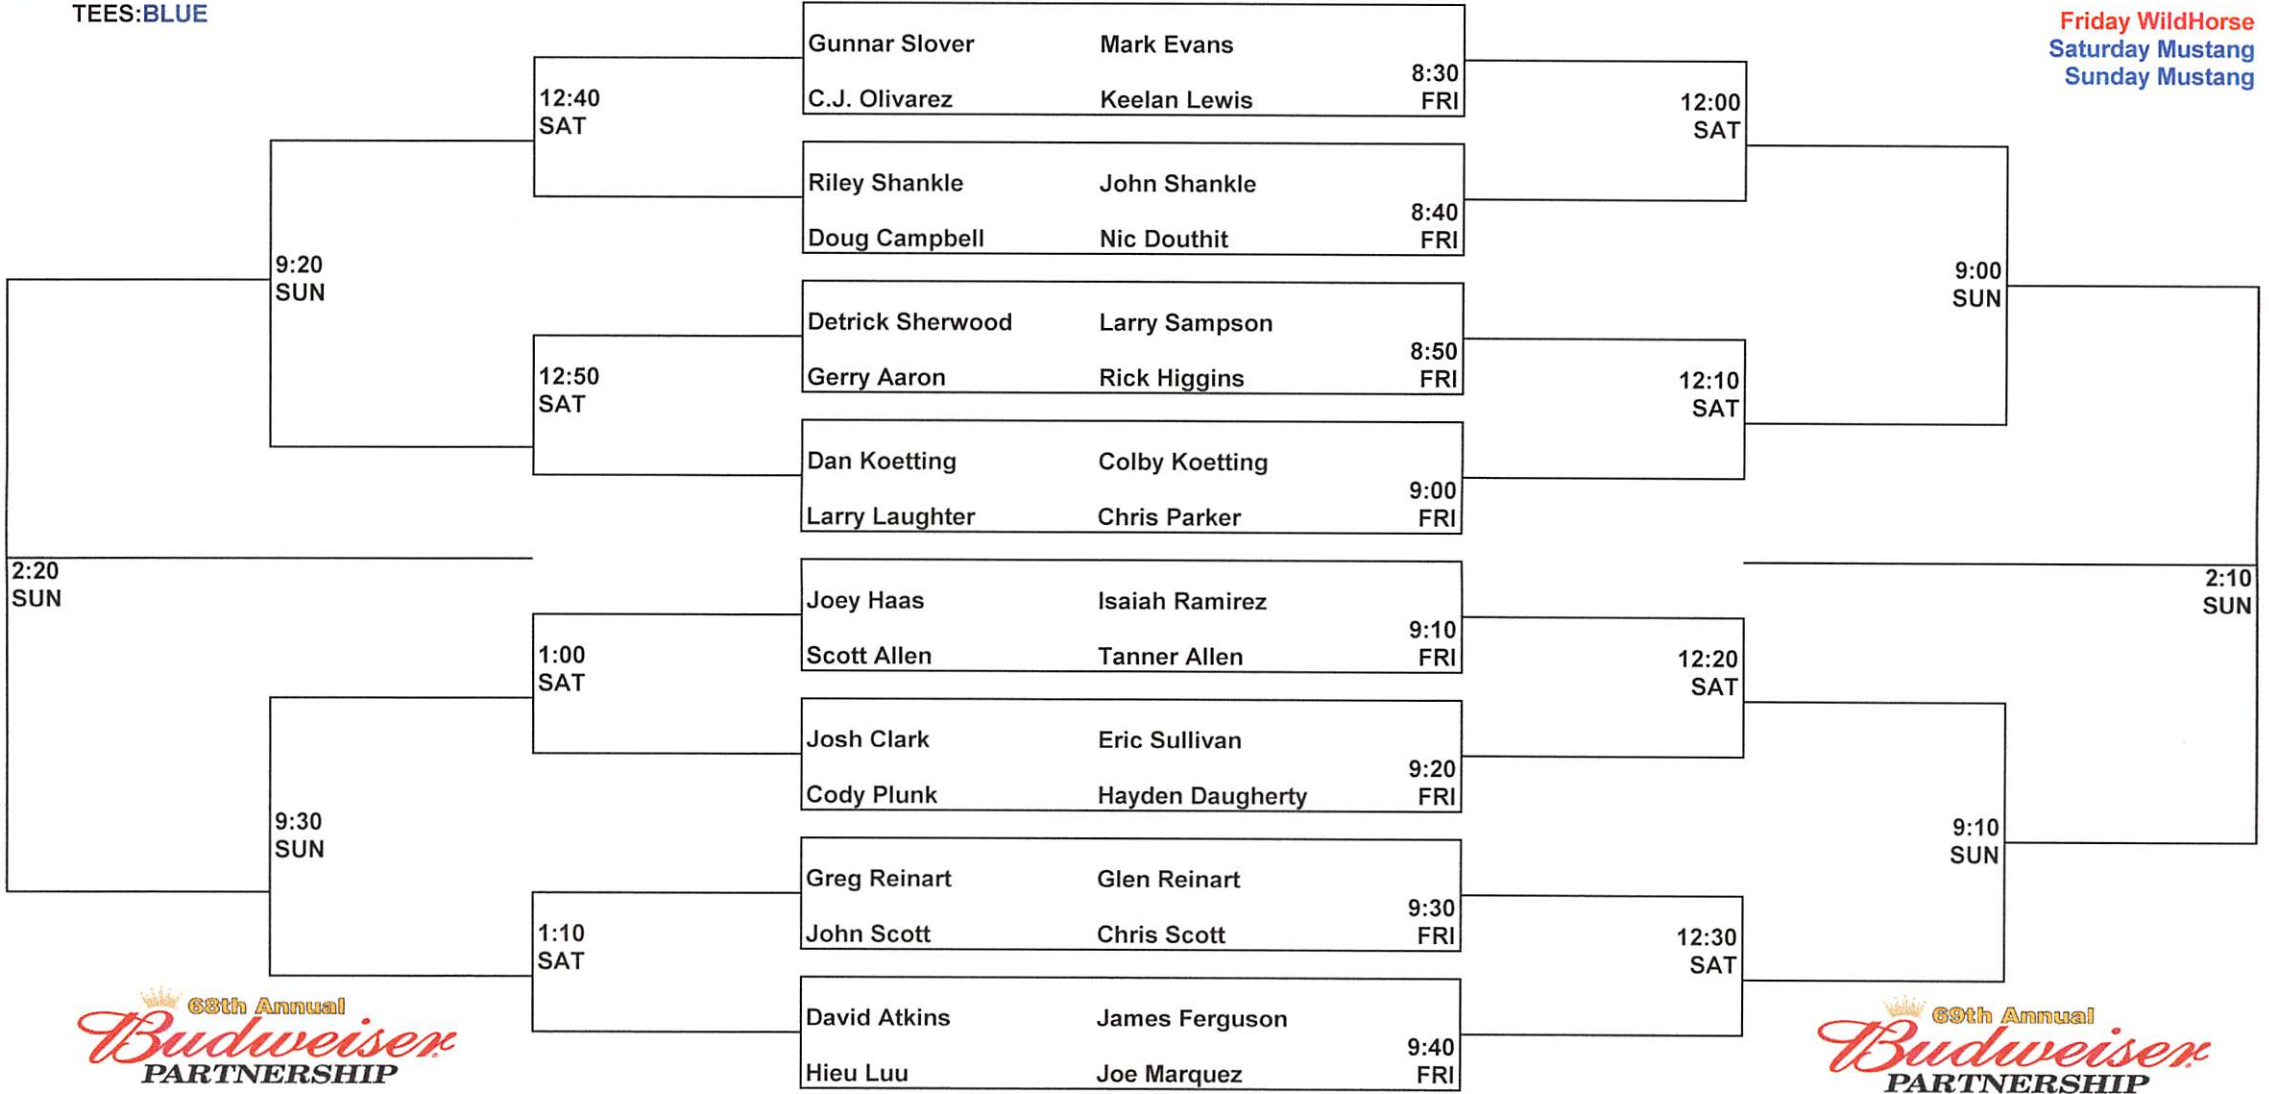 TEES:BLUE
Friday WildHorse
Saturday Mustang
Sunday Mustang
Gunnar Slover Mark Evans
8:30
C.J. Olivarez Keelan Lewis FRI
12:40
SAT
12:00
SAT
Riley Shankle John Shankle
8:40
Doug Campbell Nic Douthit FRI
9:20
SUN
9:00
SUN
Detrick Sherwood Larry Sampson
8:50
Gerry Aaron Rick Higgins FRI
12:50
SAT
12:10
SAT
Dan Koetting Colby Koetting
9:00
Larry Laughter Chris Parker FRI
2:20
SUN
2:10
SUN
Joey Haas Isaiah Ramirez
9:10
Scott Allen Tanner Allen FRI
1:00
SAT
12:20
SAT
Josh Clark Eric Sullivan
9:20
Cody Plunk Hayden Daugherty FRI
9:30
SUN
9:10
SUN
Greg Reinart Glen Reinart
9:30
John Scott Chris Scott FRI
1:10
SAT
12:30
SAT
David Atkins James Ferguson
9:40
Hieu Luu Joe Marquez FRI
68th Annual
Budweiser
PARTNERSHIP
69th Annual
Budweiser
PARTNERSHIP